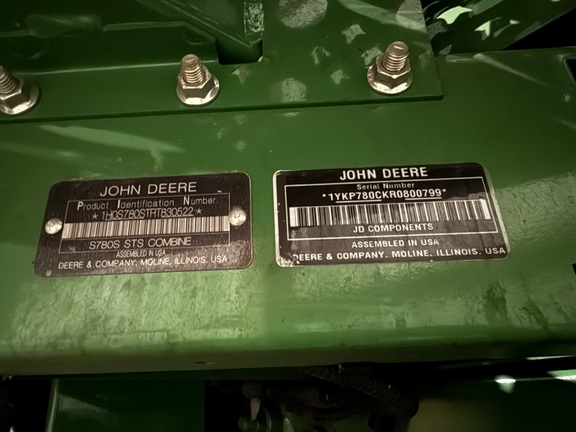 JOHN DEERE
Product Identification Number
*1H0S780STRT830522*
S780S STS COMBINE
ASSEMBLED IN USA
DEERE & COMPANY, MOLINE, ILLINOIS, USA
JOHN DEERE
Serial Number
*1YKP780CKR0800799*
JD COMPONENTS
ASSEMBLED IN USA
DEERE & COMPANY, MOLINE, ILLINOIS, USA